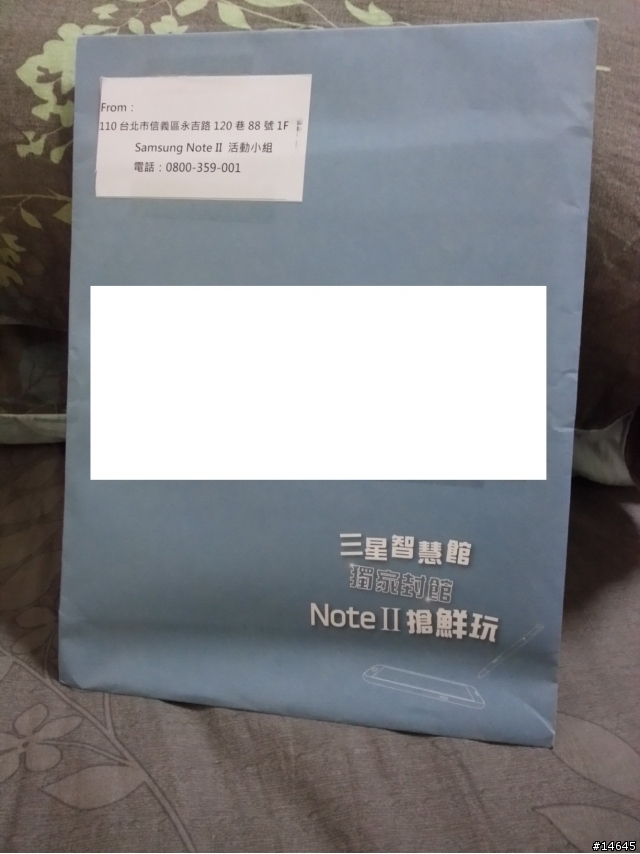 From：
110 台北市信義區永吉路 120 巷 88 號 1F
Samsung Note II 活動小組
電話：0800-359-001
三星智慧館
獨家封館
Note II 搶鮮玩
#14645